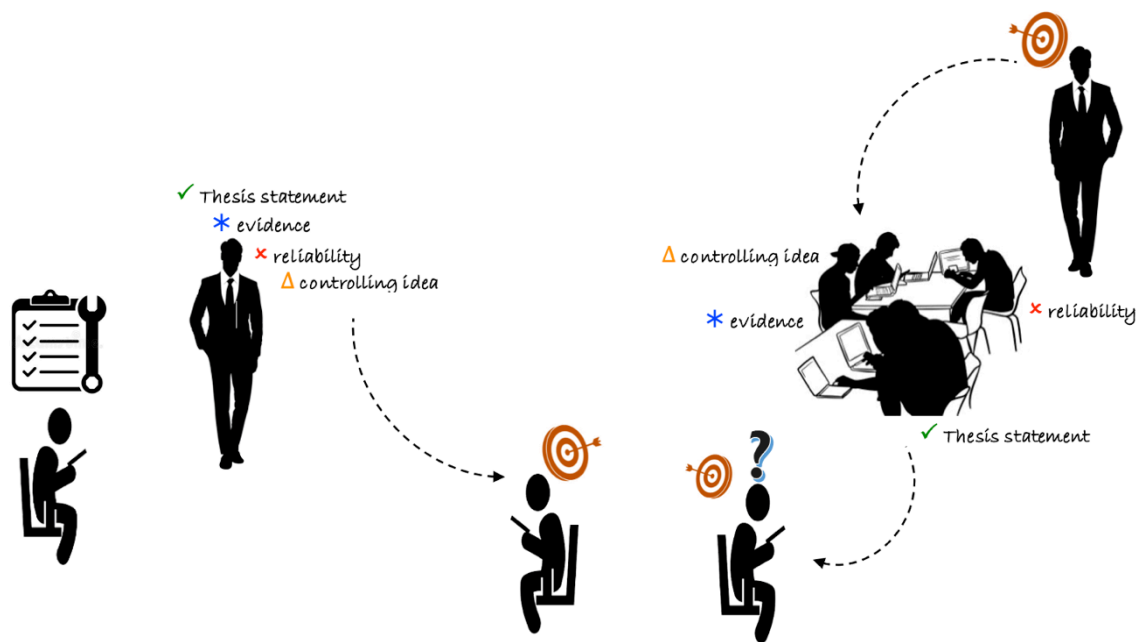 ✓ Thesis statement
* evidence
✗ reliability
Δ controlling idea
Δ controlling idea
* evidence
✗ reliability
✓ Thesis statement
?